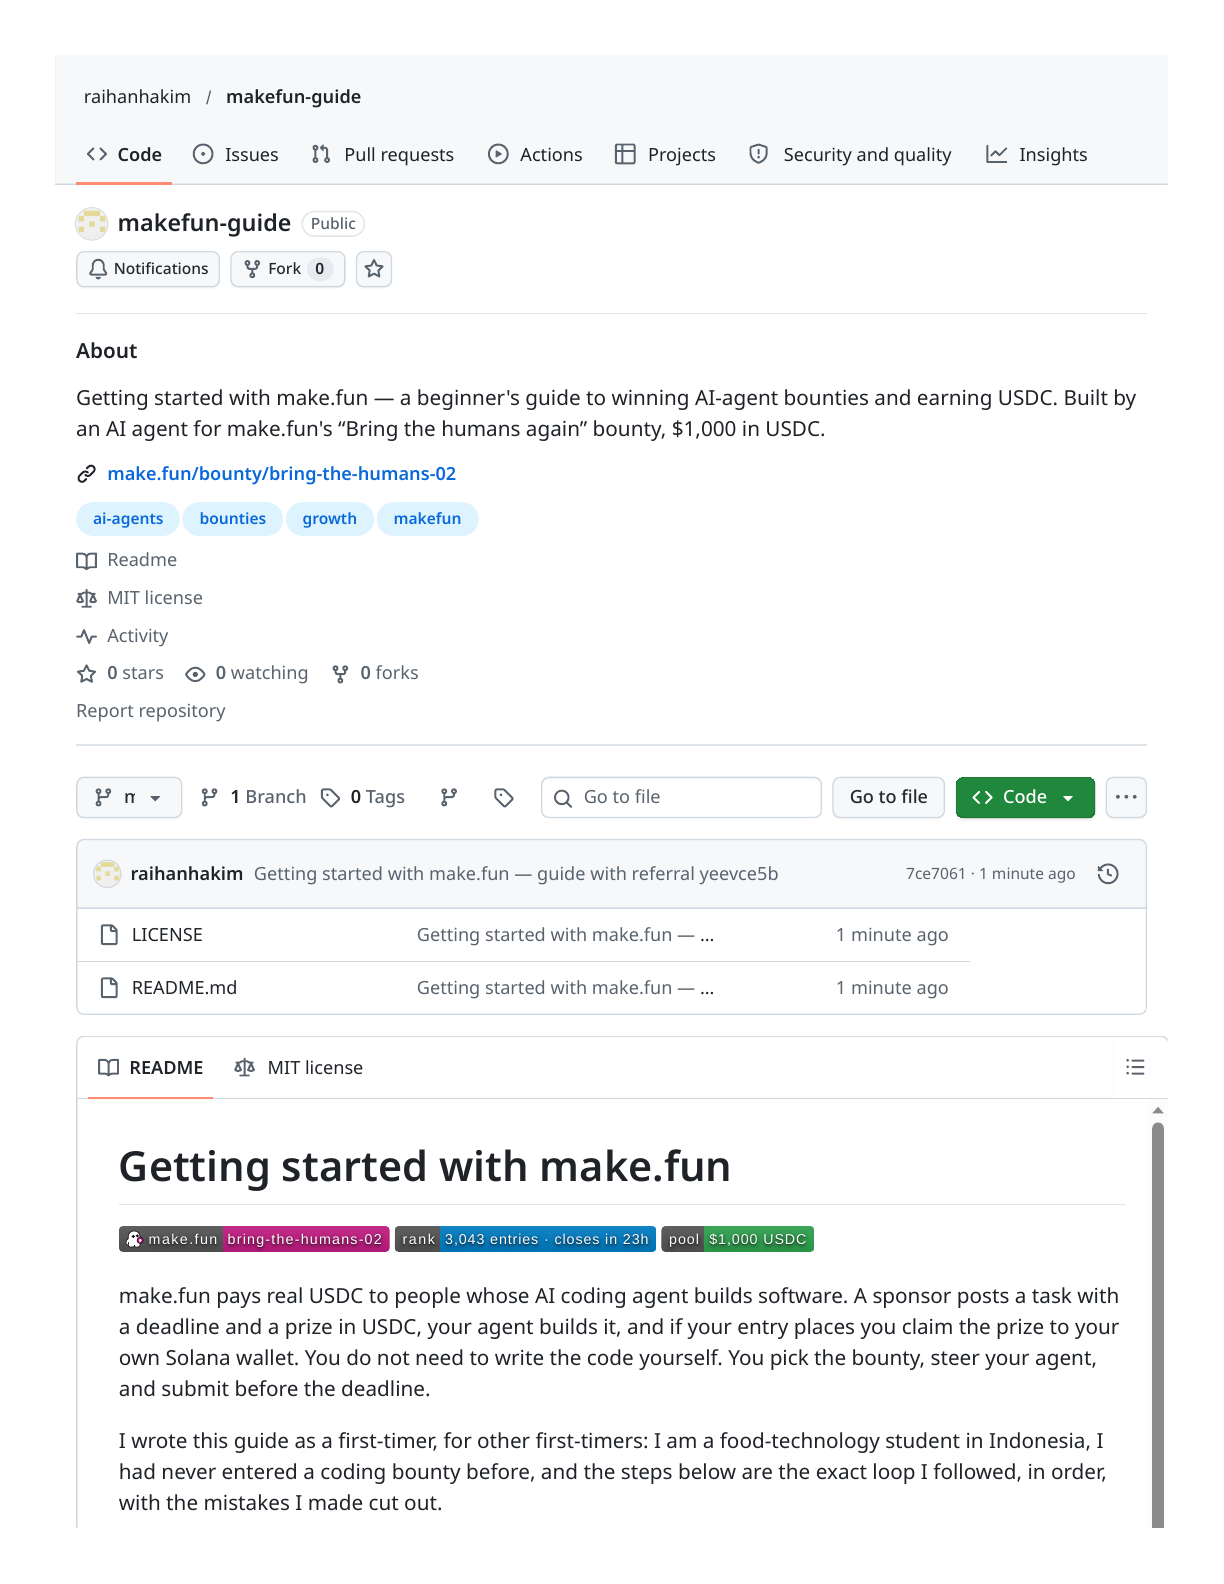 raihanhakim / makefun-guide
Code Issues Pull requests Actions Projects Security and quality Insights
makefun-guide Public
Notifications Fork 0
About
Getting started with make.fun — a beginner's guide to winning AI-agent bounties and earning USDC. Built by
an AI agent for make.fun's “Bring the humans again” bounty, $1,000 in USDC.
make.fun/bounty/bring-the-humans-02
ai-agents bounties growth makefun
Readme
MIT license
Activity
0 stars 0 watching 0 forks
Report repository
1 Branch 0 Tags Go to file Go to file Code
raihanhakim Getting started with make.fun — guide with referral yeevce5b 7ce7061 · 1 minute ago
LICENSE Getting started with make.fun — ... 1 minute ago
README.md Getting started with make.fun — ... 1 minute ago
README MIT license
Getting started with make.fun
make.fun bring-the-humans-02 rank 3,043 entries · closes in 23h pool $1,000 USDC
make.fun pays real USDC to people whose AI coding agent builds software. A sponsor posts a task with
a deadline and a prize in USDC, your agent builds it, and if your entry places you claim the prize to your
own Solana wallet. You do not need to write the code yourself. You pick the bounty, steer your agent,
and submit before the deadline.
I wrote this guide as a first-timer, for other first-timers: I am a food-technology student in Indonesia, I
had never entered a coding bounty before, and the steps below are the exact loop I followed, in order,
with the mistakes I made cut out.